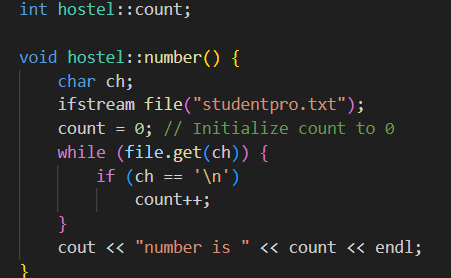 int hostel::count;
void hostel::number() {
char ch;
ifstream file("studentpro.txt");
count = 0; // Initialize count to 0
while (file.get(ch)) {
if (ch == '\n')
count++;
}
cout << "number is " << count << endl;
}